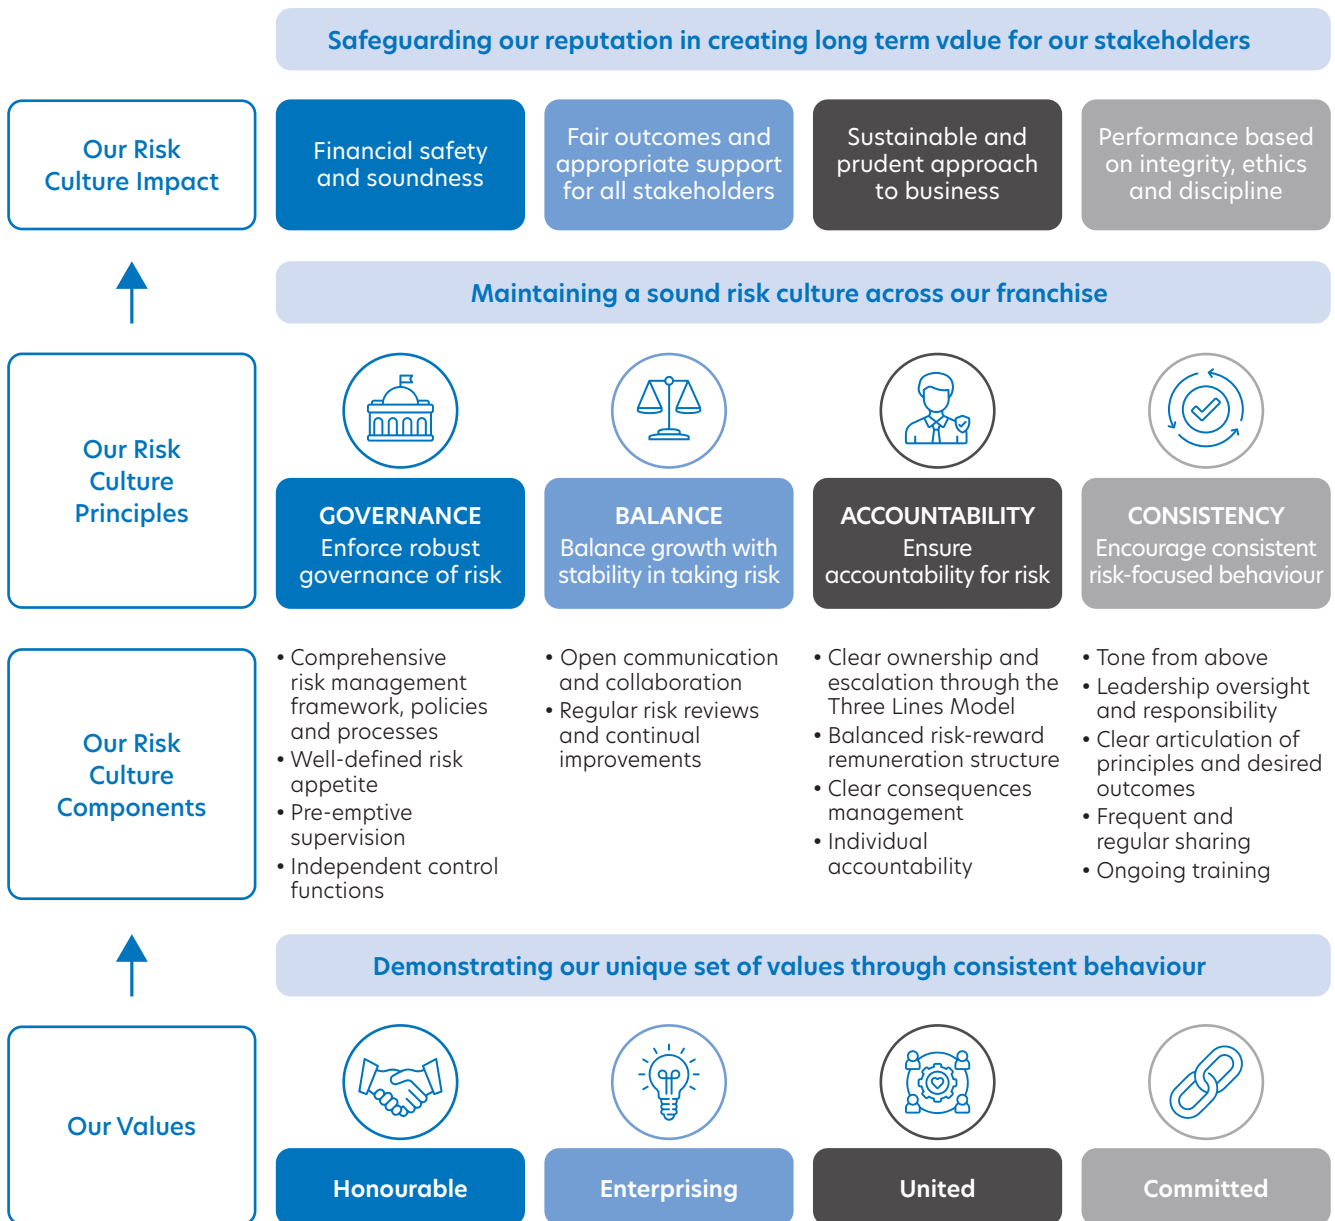 Safeguarding our reputation in creating long term value for our stakeholders
Our Risk
Culture Impact
Financial safety
and soundness
Fair outcomes and
appropriate support
for all stakeholders
Sustainable and
prudent approach
to business
Performance based
on integrity, ethics
and discipline
Maintaining a sound risk culture across our franchise
Our Risk
Culture
Principles
GOVERNANCE
Enforce robust
governance of risk
BALANCE
Balance growth with
stability in taking risk
ACCOUNTABILITY
Ensure
accountability for risk
CONSISTENCY
Encourage consistent
risk-focused behaviour
Our Risk
Culture
Components
• Comprehensive
risk management
framework, policies
and processes
• Well-defined risk
appetite
• Pre-emptive
supervision
• Independent control
functions
• Open communication
and collaboration
• Regular risk reviews
and continual
improvements
• Clear ownership and
escalation through the
Three Lines Model
• Balanced risk-reward
remuneration structure
• Clear consequences
management
• Individual
accountability
• Tone from above
• Leadership oversight
and responsibility
• Clear articulation of
principles and desired
outcomes
• Frequent and
regular sharing
• Ongoing training
Demonstrating our unique set of values through consistent behaviour
Our Values
Honourable
Enterprising
United
Committed